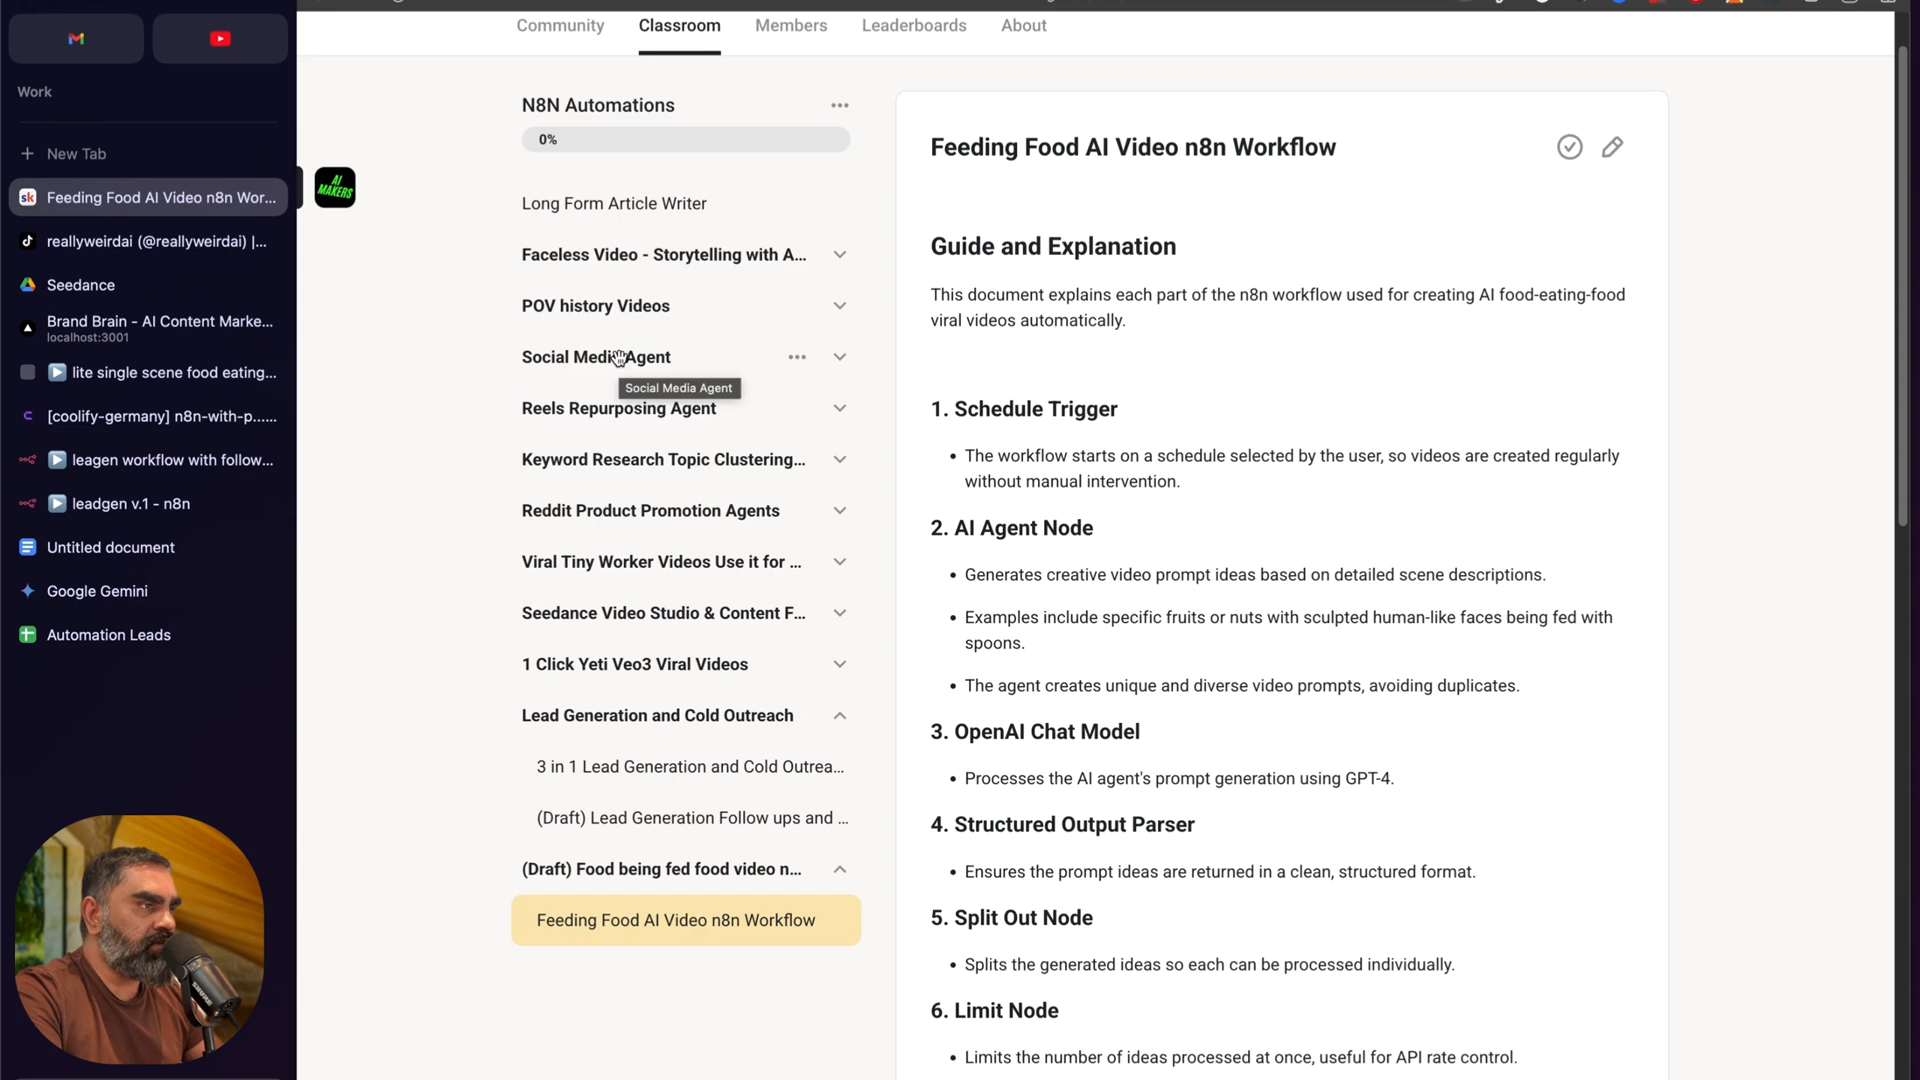 Community
Classroom
Members
Leaderboards
About
Work
New Tab
Feeding Food AI Video n8n Wor...
reallyweirdai (@reallyweirdai) |...
Seedance
Brand Brain - AI Content Marke...
localhost:3001
lite single scene food eating...
[coolify-germany] n8n-with-p......
leagen workflow with follow...
leadgen v.1 - n8n
Untitled document
Google Gemini
Automation Leads
AI MAKERS
N8N Automations
0%
Long Form Article Writer
Faceless Video - Storytelling with A...
POV history Videos
Social Media Agent
Social Media Agent
Reels Repurposing Agent
Keyword Research Topic Clustering...
Reddit Product Promotion Agents
Viral Tiny Worker Videos Use it for ...
Seedance Video Studio & Content F...
1 Click Yeti Veo3 Viral Videos
Lead Generation and Cold Outreach
3 in 1 Lead Generation and Cold Outrea...
(Draft) Lead Generation Follow ups and ...
(Draft) Food being fed food video n...
Feeding Food AI Video n8n Workflow
Feeding Food AI Video n8n Workflow
Guide and Explanation
This document explains each part of the n8n workflow used for creating AI food-eating-food
viral videos automatically.
1. Schedule Trigger
• The workflow starts on a schedule selected by the user, so videos are created regularly
without manual intervention.
2. AI Agent Node
• Generates creative video prompt ideas based on detailed scene descriptions.
• Examples include specific fruits or nuts with sculpted human-like faces being fed with
spoons.
• The agent creates unique and diverse video prompts, avoiding duplicates.
3. OpenAI Chat Model
• Processes the AI agent's prompt generation using GPT-4.
4. Structured Output Parser
• Ensures the prompt ideas are returned in a clean, structured format.
5. Split Out Node
• Splits the generated ideas so each can be processed individually.
6. Limit Node
• Limits the number of ideas processed at once, useful for API rate control.
SHURE